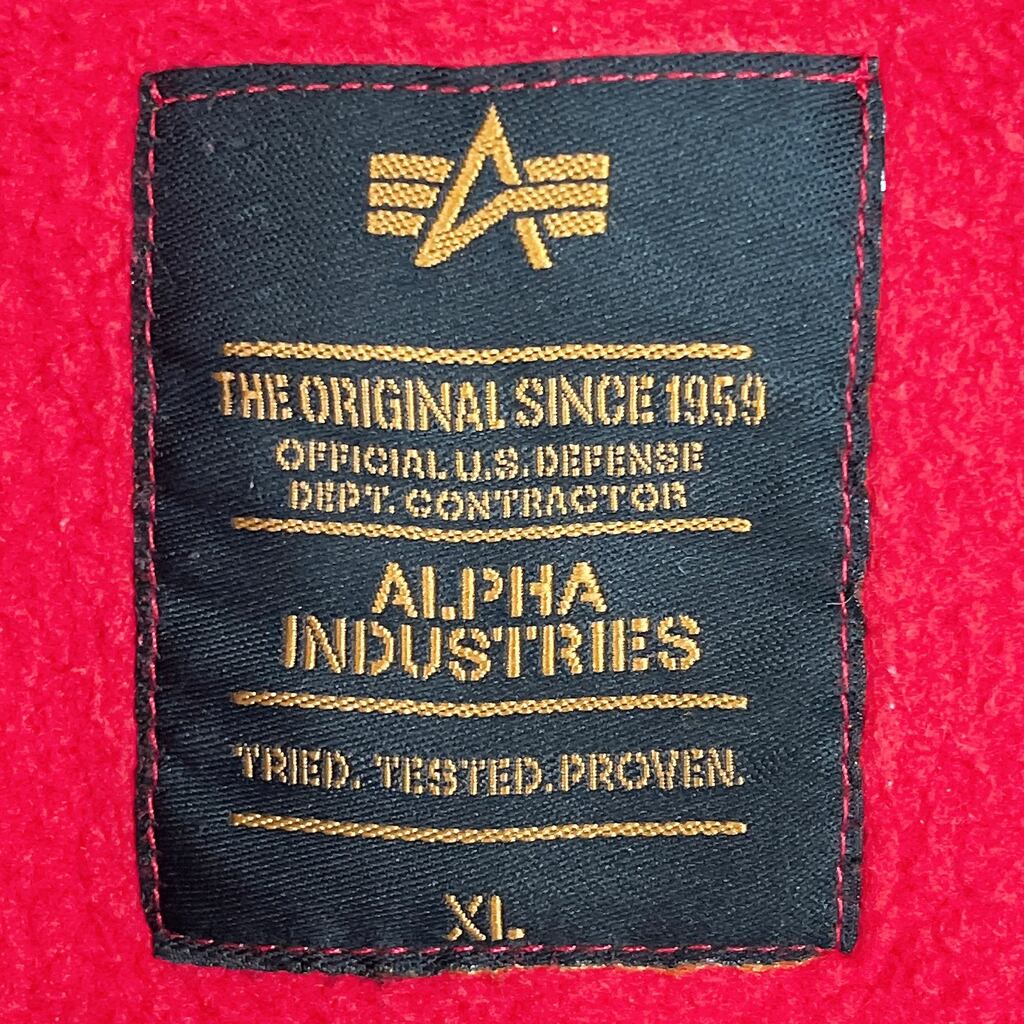 THE ORIGINAL SINCE 1959
OFFICIAL U.S. DEFENSE
DEPT. CONTRACTOR
ALPHA
INDUSTRIES
TRIED. TESTED. PROVEN.
XL